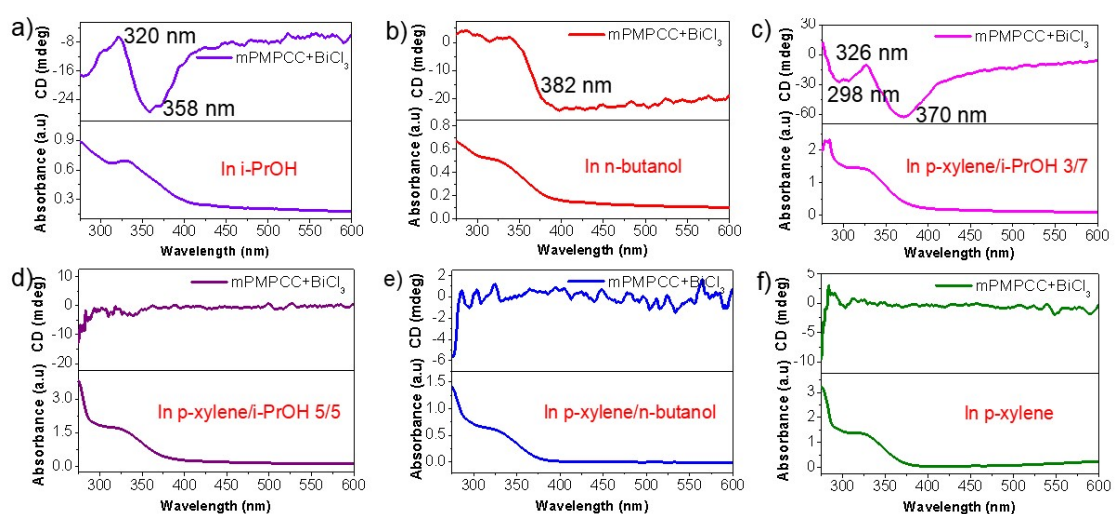 a)
320 nm
mPMPCC+BiCl3
358 nm
CD (mdeg)
-8
-16
-24
In i-PrOH
Absorbance (a.u)
0.9
0.6
0.3
300 350 400 450 500 550 600
Wavelength (nm)
b)
mPMPCC+BiCl3
382 nm
CD (mdeg)
0
-10
-20
In n-butanol
Absorbance (a.u)
0.8
0.6
0.4
0.2
0.0
300 350 400 450 500 550 600
Wavelength (nm)
c)
mPMPCC+BiCl3
326 nm
298 nm
370 nm
CD (mdeg)
30
0
-30
-60
In p-xylene/i-PrOH 3/7
Absorbance (a.u)
2
1
0
300 350 400 450 500 550 600
Wavelength (nm)
d)
mPMPCC+BiCl3
CD (mdeg)
10
0
-10
-20
In p-xylene/i-PrOH 5/5
Absorbance (a.u)
3.0
1.5
0.0
300 350 400 450 500 550 600
Wavelength (nm)
e)
mPMPCC+BiCl3
CD (mdeg)
2
0
-2
-4
-6
In p-xylene/n-butanol
Absorbance (a.u)
1.5
1.0
0.5
0.0
300 350 400 450 500 550 600
Wavelength (nm)
f)
mPMPCC+BiCl3
CD (mdeg)
5
0
-5
-10
In p-xylene
Absorbance (a.u)
3
2
1
0
300 350 400 450 500 550 600
Wavelength (nm)